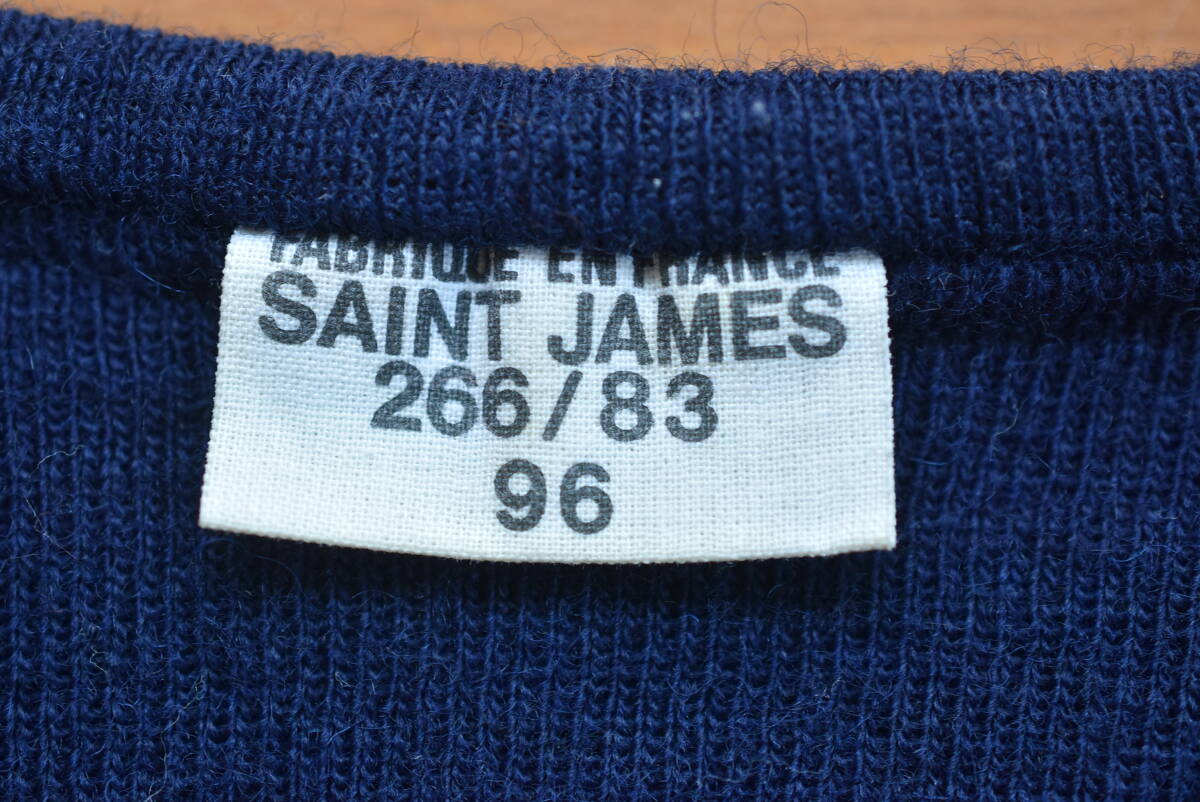 FABRIQUE EN FRANCE
SAINT JAMES
266/83
96